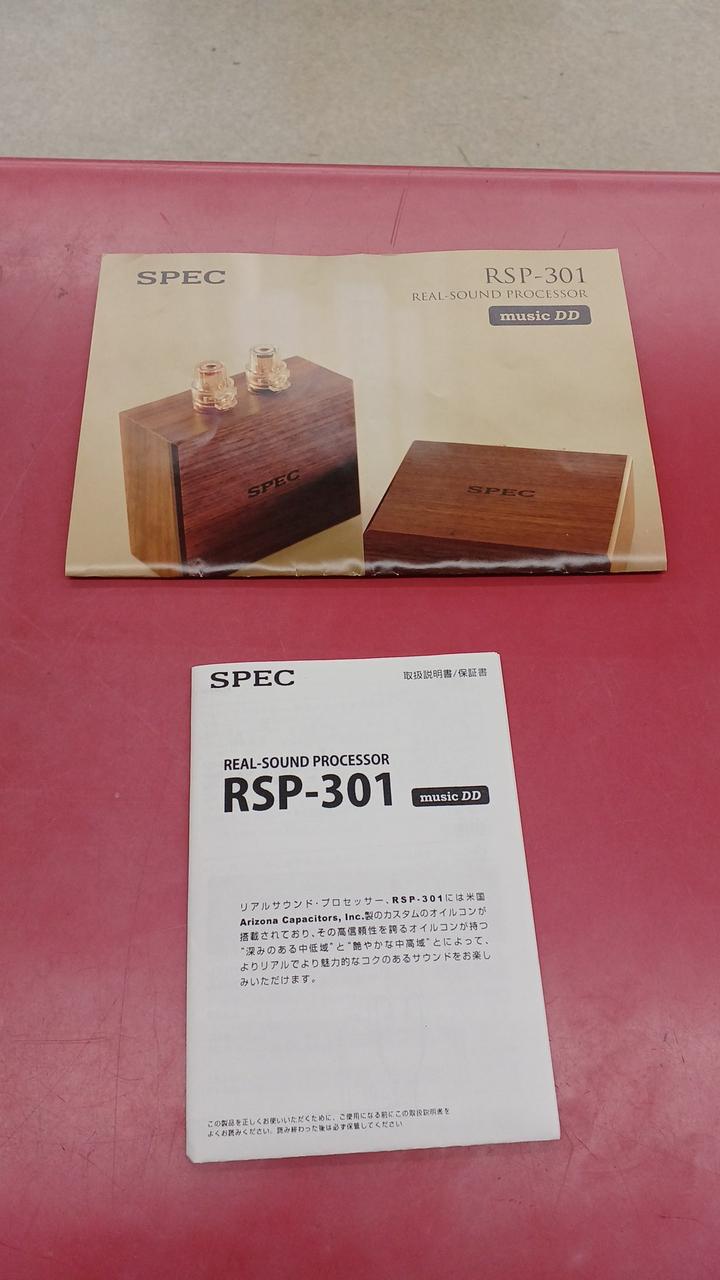 SPEC
RSP-301
REAL-SOUND PROCESSOR
music DD
SPEC
SPEC
SPEC
取扱説明書/保証書
REAL-SOUND PROCESSOR
RSP-301 music DD
リアルサウンド・プロセッサー、RSP-301には米国
Arizona Capacitors, Inc.製のカスタムのオイルコンが
搭載されており、その高信頼性を誇るオイルコンが持つ
"深みのある中低域"と"艶やかな中高域"とによって、
よりリアルでより魅力的なコクのあるサウンドをお楽し
みいただけます。
この製品を正しくお使いいただくために、ご使用になる前にこの取扱説明書を
よくお読みください。読み終わった後は必ず保管してください